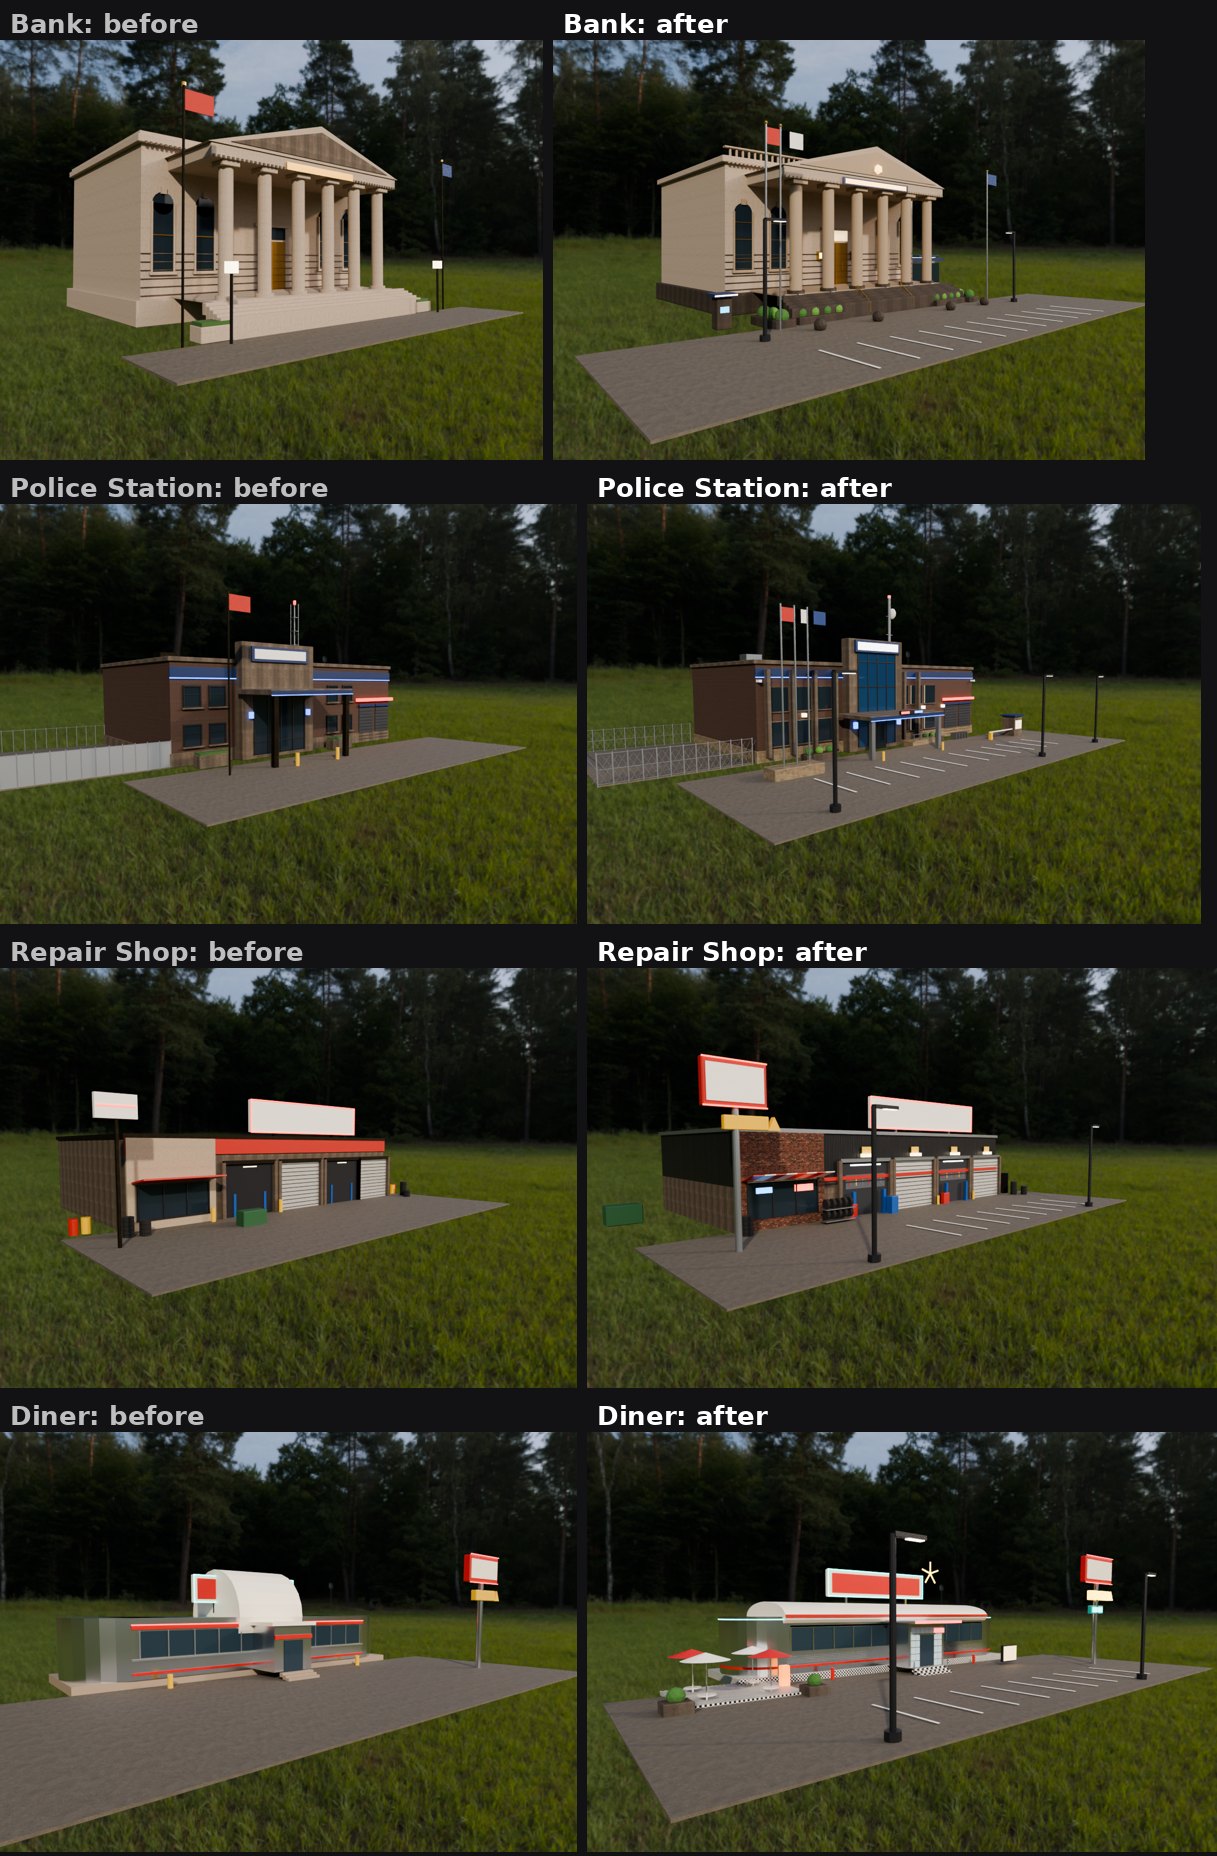 Bank: before
Bank: after
Police Station: before
Police Station: after
Repair Shop: before
Repair Shop: after
Diner: before
Diner: after